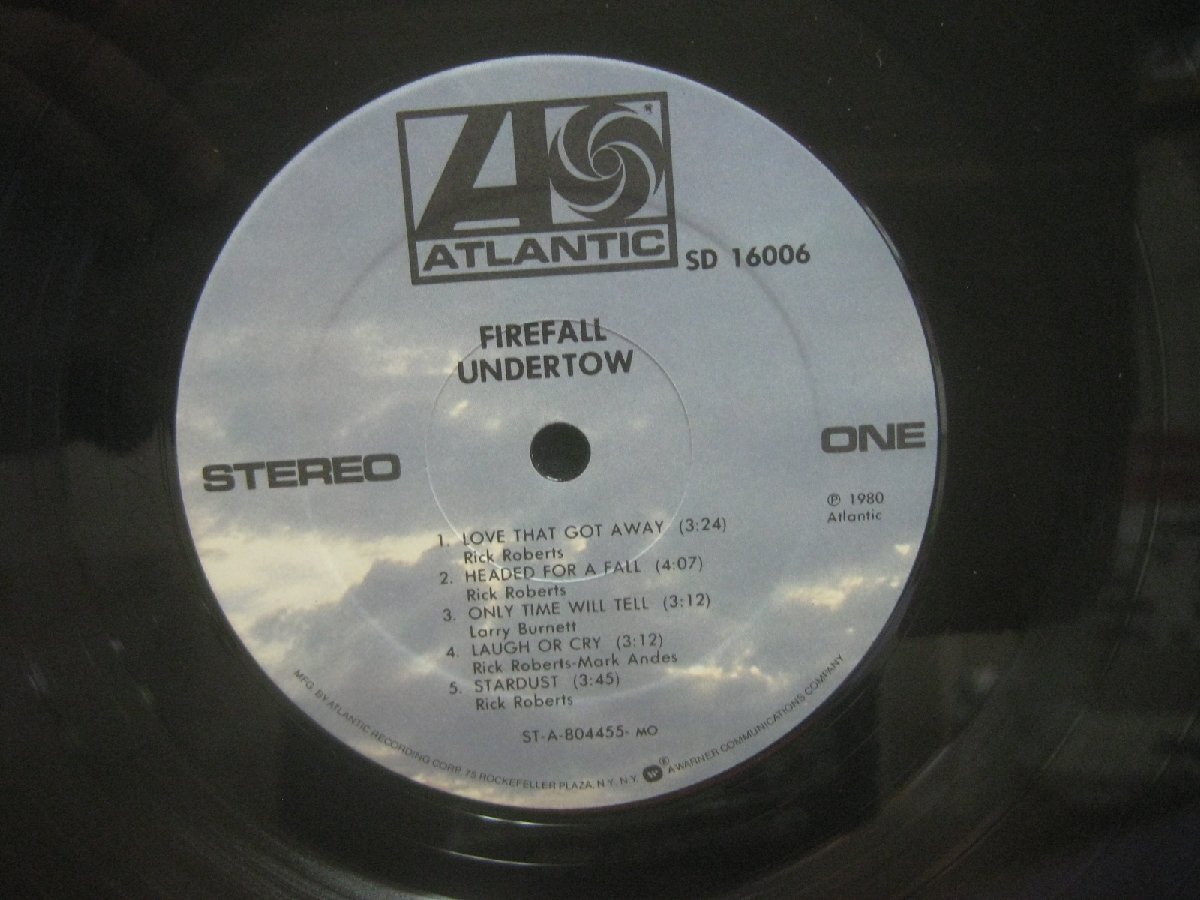 ATLANTIC
®
SD 16006
FIREFALL
UNDERTOW
STEREO
ONE
℗ 1980
Atlantic
1. LOVE THAT GOT AWAY (3:24)
Rick Roberts
2. HEADED FOR A FALL (4:07)
Rick Roberts
3. ONLY TIME WILL TELL (3:12)
Larry Burnett
4. LAUGH OR CRY (3:12)
Rick Roberts-Mark Andes
5. STARDUST (3:45)
Rick Roberts
ST-A-804455- MO
MFG. BY ATLANTIC RECORDING CORP. 75 ROCKEFELLER PLAZA, N.Y. N.Y. ® A WARNER COMMUNICATIONS COMPANY